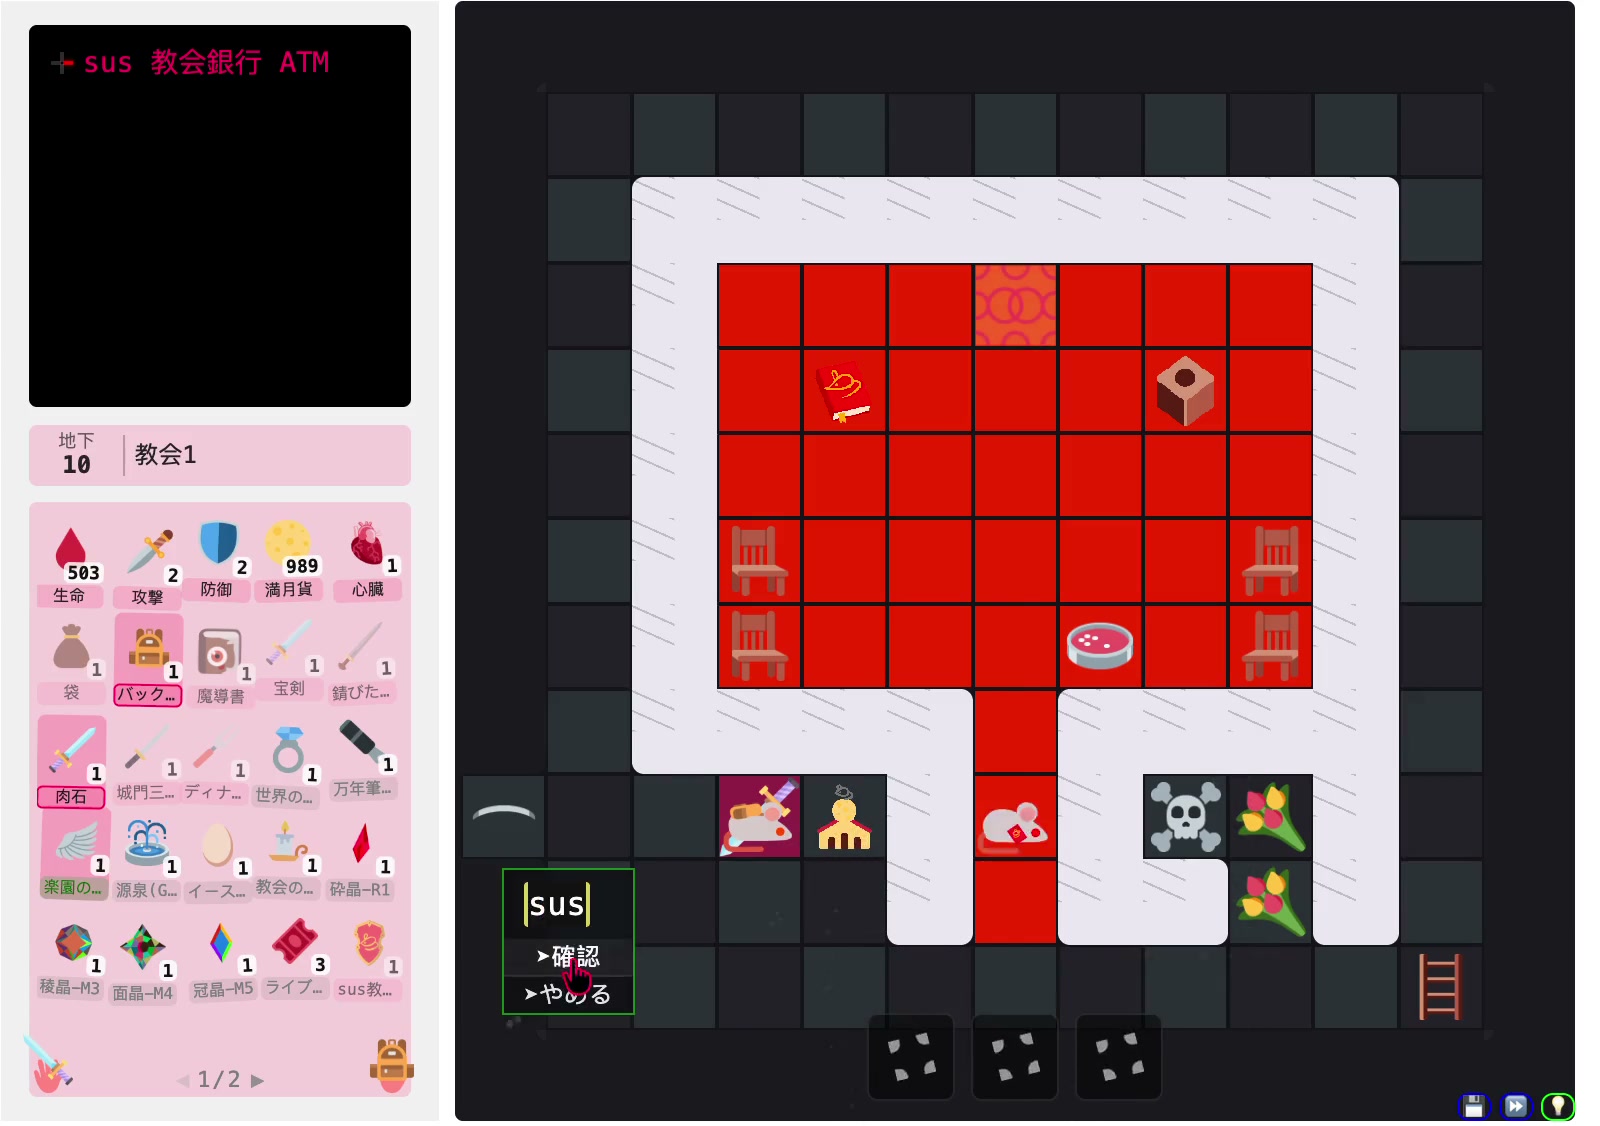 sus 教会銀行 ATM
地下
10
教会1
503 2 2 989 1
生命 攻撃 防御 満月貨 心臓
1 1 1 1 1
袋 バック… 魔導書 宝剣 錆びた…
1 1 1 1 1
肉石 城門三… ディナ… 世界の… 万年筆…
1 1 1 1 1
楽園の… 源泉(G… イース… 教会の… 砕晶-R1
1 1 1 3 1
稜晶-M3 面晶-M4 冠晶-M5 ライブ… sus教…
1/2
sus
➤確認
➤やめる